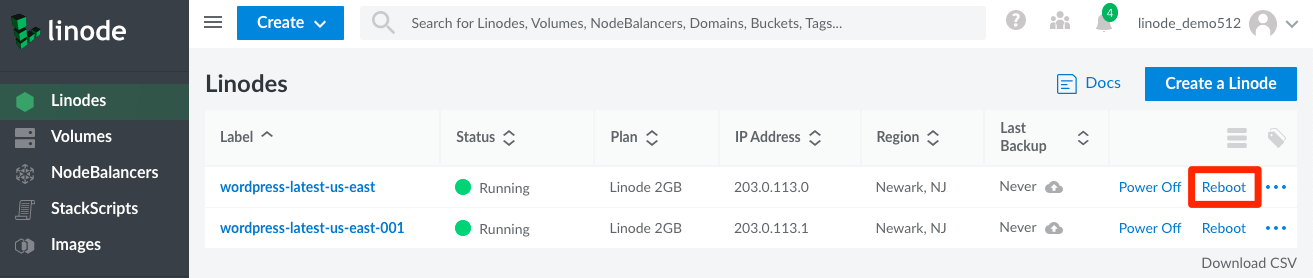 linode
Create
Search for Linodes, Volumes, NodeBalancers, Domains, Buckets, Tags...
4
linode_demo512
Linodes
Volumes
NodeBalancers
StackScripts
Images
Linodes
Docs
Create a Linode
Label Status Plan IP Address Region Last Backup
wordpress-latest-us-east Running Linode 2GB 203.0.113.0 Newark, NJ Never Power Off Reboot
wordpress-latest-us-east-001 Running Linode 2GB 203.0.113.1 Newark, NJ Never Power Off Reboot
Download CSV